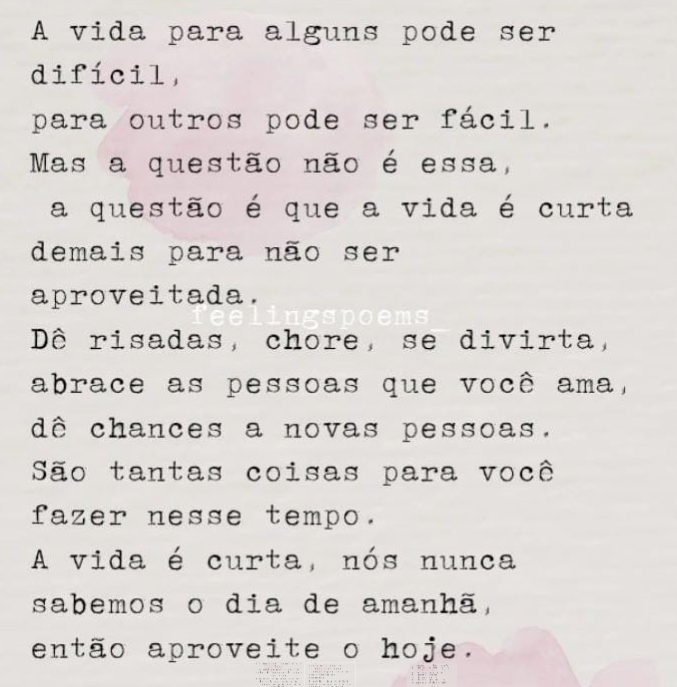 A vida para alguns pode ser
difícil,
para outros pode ser fácil.
Mas a questão não é essa,
a questão é que a vida é curta
demais para não ser
aproveitada.
feelingspoems_
Dê risadas, chore, se divirta,
abrace as pessoas que você ama,
dê chances a novas pessoas.
São tantas coisas para você
fazer nesse tempo.
A vida é curta, nós nunca
sabemos o dia de amanhã,
então aproveite o hoje.